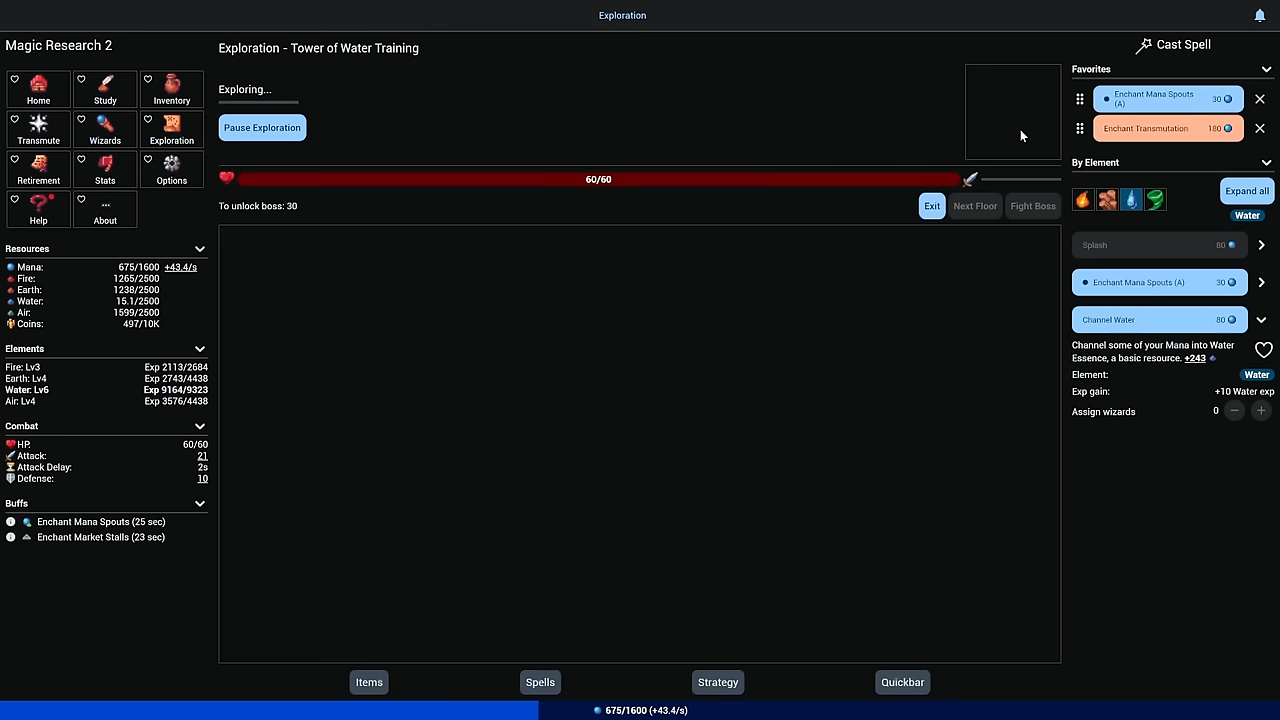 Exploration
Magic Research 2
Home
Study
Inventory
Transmute
Wizards
Exploration
Retirement
Stats
Options
Help
About
Resources
Mana: 675/1600 +43.4/s
Fire: 1265/2500
Earth: 1238/2500
Water: 15.1/2500
Air: 1599/2500
Coins: 497/10K
Elements
Fire: Lv3 Exp 2113/2684
Earth: Lv4 Exp 2743/4438
Water: Lv6 Exp 9164/9323
Air: Lv4 Exp 3576/4438
Combat
HP: 60/60
Attack: 21
Attack Delay: 2s
Defense: 10
Buffs
Enchant Mana Spouts (25 sec)
Enchant Market Stalls (23 sec)
Exploration - Tower of Water Training
Exploring...
Pause Exploration
60/60
To unlock boss: 30
Exit
Next Floor
Fight Boss
Items
Spells
Strategy
Quickbar
Cast Spell
Favorites
Enchant Mana Spouts
(A)
30
Enchant Transmutation 180
By Element
Expand all
Water
Splash 80
Enchant Mana Spouts (A) 30
Channel Water 80
Channel some of your Mana into Water
Essence, a basic resource. +243
Element: Water
Exp gain: +10 Water exp
Assign wizards 0
675/1600 (+43.4/s)